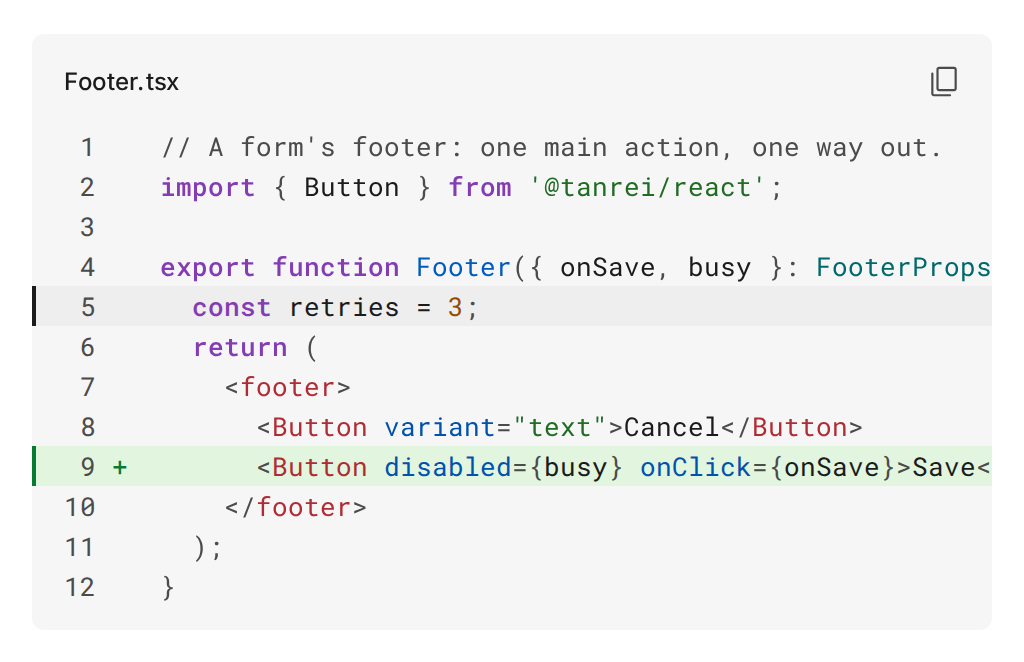 Footer.tsx
1 // A form's footer: one main action, one way out.
2 import { Button } from '@tanrei/react';
3
4 export function Footer({ onSave, busy }: FooterProps
5   const retries = 3;
6   return (
7     <footer>
8       <Button variant="text">Cancel</Button>
9 +       <Button disabled={busy} onClick={onSave}>Save<
10     </footer>
11   );
12 }